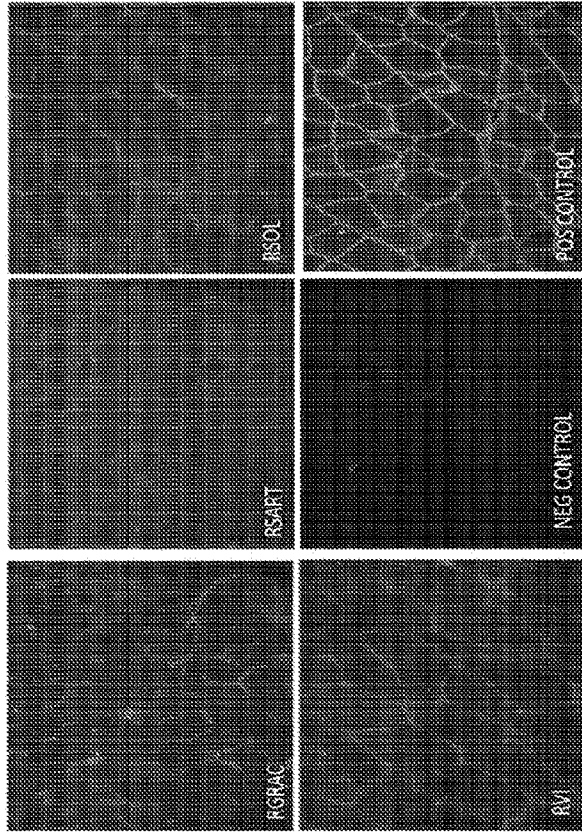 RGRAC
RSART
RSOL
RVI
NEG CONTROL
POS CONTROL